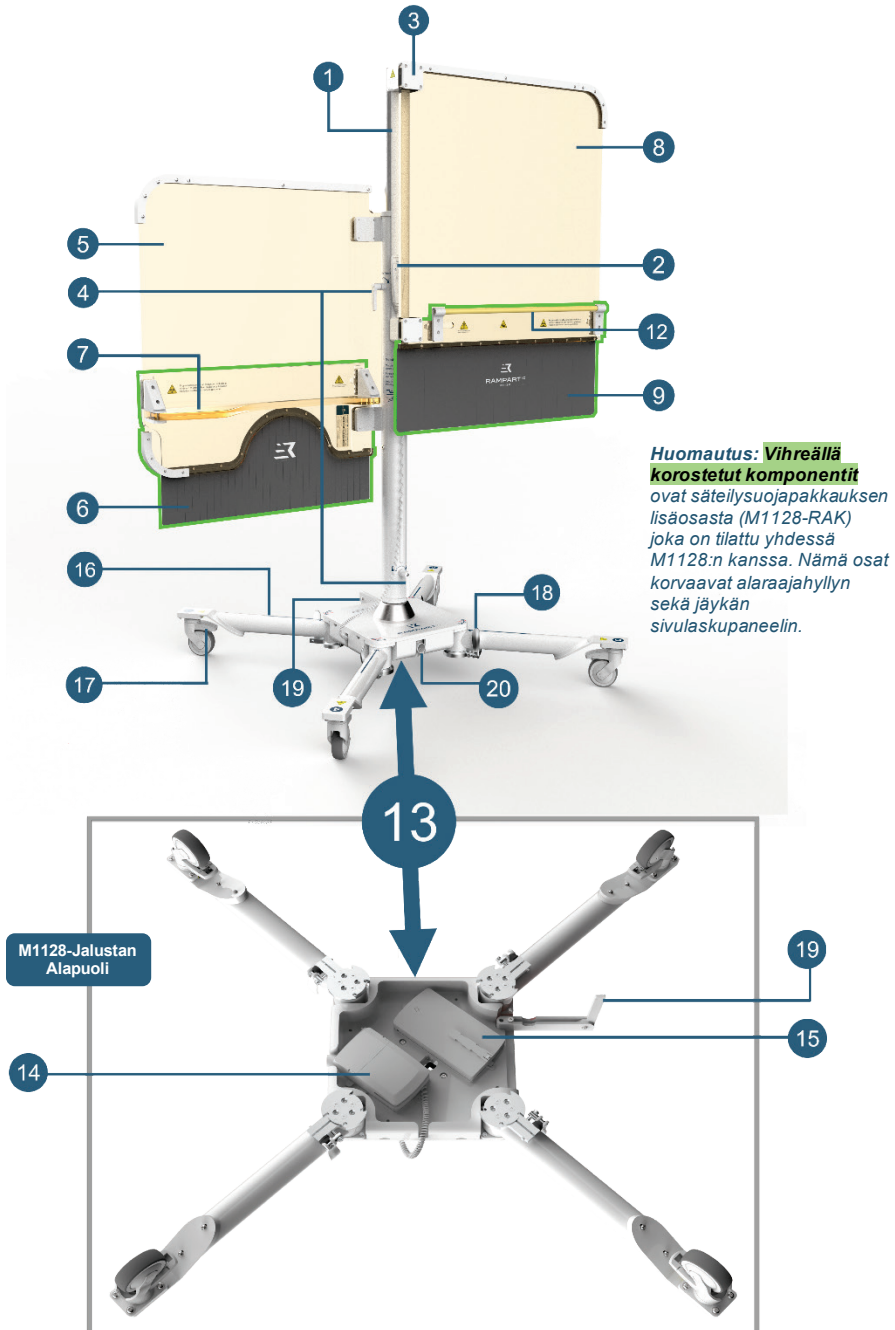 3
1
8
5
2
4
12
7
RAMPART
9
Huomautus: Vihreällä
korostetut komponentit
ovat säteilysuojapakkauksen
lisäosasta (M1128-RAK)
joka on tilattu yhdessä
M1128:n kanssa. Nämä osat
korvaavat alaraajahyllyn
sekä jäykän
sivulaskupaneelin.
6
16
18
17
19
20
13
M1128-Jalustan
Alapuoli
19
15
14